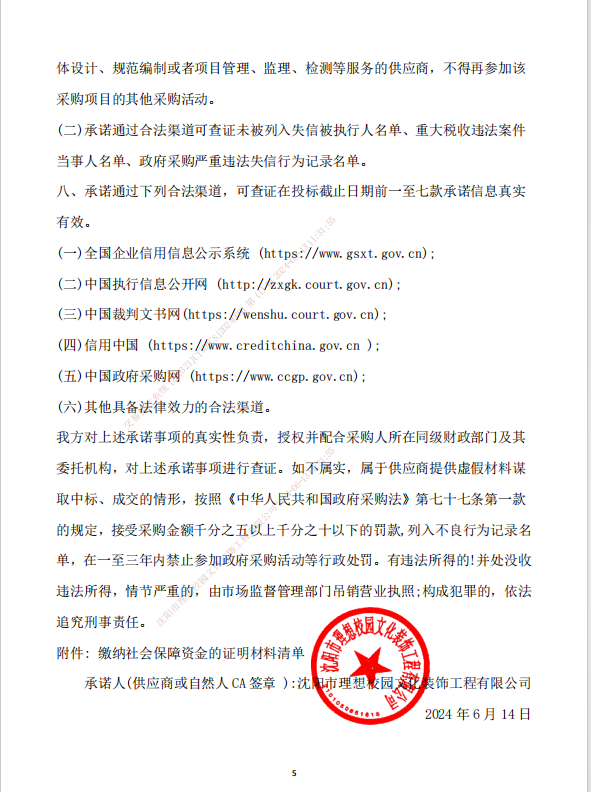 体设计、规范编制或者项目管理、监理、检测等服务的供应商，不得再参加该
采购项目的其他采购活动。
(二)承诺通过合法渠道可查证未被列入失信被执行人名单、重大税收违法案件
当事人名单、政府采购严重违法失信行为记录名单。
八、承诺通过下列合法渠道，可查证在投标截止日期前一至七款承诺信息真实
有效。
(一)全国企业信用信息公示系统 (https://www.gsxt.gov.cn);
(二)中国执行信息公开网 (http://zxgk.court.gov.cn);
(三)中国裁判文书网(https://wenshu.court.gov.cn);
(四)信用中国 (https://www.creditchina.gov.cn );
(五)中国政府采购网 (https://www.ccgp.gov.cn);
(六)其他具备法律效力的合法渠道。
我方对上述承诺事项的真实性负责，授权并配合采购人所在同级财政部门及其
委托机构，对上述承诺事项进行查证。如不属实，属于供应商提供虚假材料谋
取中标、成交的情形，按照《中华人民共和国政府采购法》第七十七条第一款
的规定，接受采购金额千分之五以上千分之十以下的罚款,列入不良行为记录名
单，在一至三年内禁止参加政府采购活动等行政处罚。有违法所得的!并处没收
违法所得，情节严重的，由市场监督管理部门吊销营业执照;构成犯罪的，依法
追究刑事责任。
附件: 缴纳社会保障资金的证明材料清单
承诺人(供应商或自然人 CA 签章 ):沈阳市理想校园文化装饰工程有限公司
沈阳市理想校园文化装饰工程有限公司
2024 年 6 月 14 日
5